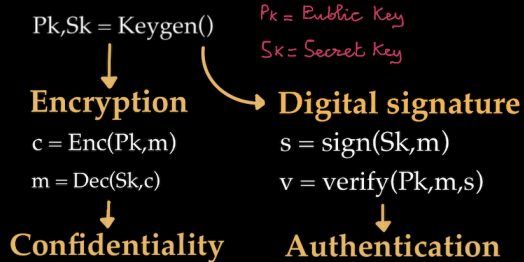 Pk,Sk = Keygen()
Pk = Public Key
Sk = Secret Key
Encryption
c = Enc(Pk,m)
m = Dec(Sk,c)
Confidentiality
Digital signature
s = sign(Sk,m)
v = verify(Pk,m,s)
Authentication